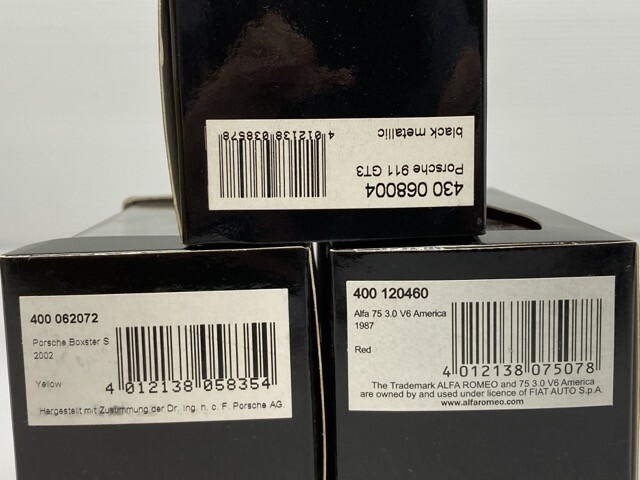 430 068004
Porsche 911 GT3
black metallic
4 012138 038578
400 062072
Porsche Boxster S
2002
Yellow
4 012138 058354
Hergestellt mit Zustimmung der Dr. Ing. h. c. F. Porsche AG.
400 120460
Alfa 75 3.0 V6 America
1987
Red
4 012138 075078
The Trademark ALFA ROMEO and 75 3.0 V6 America
are owned by and used under licence of FIAT AUTO S.p.A.
www.alfaromeo.com